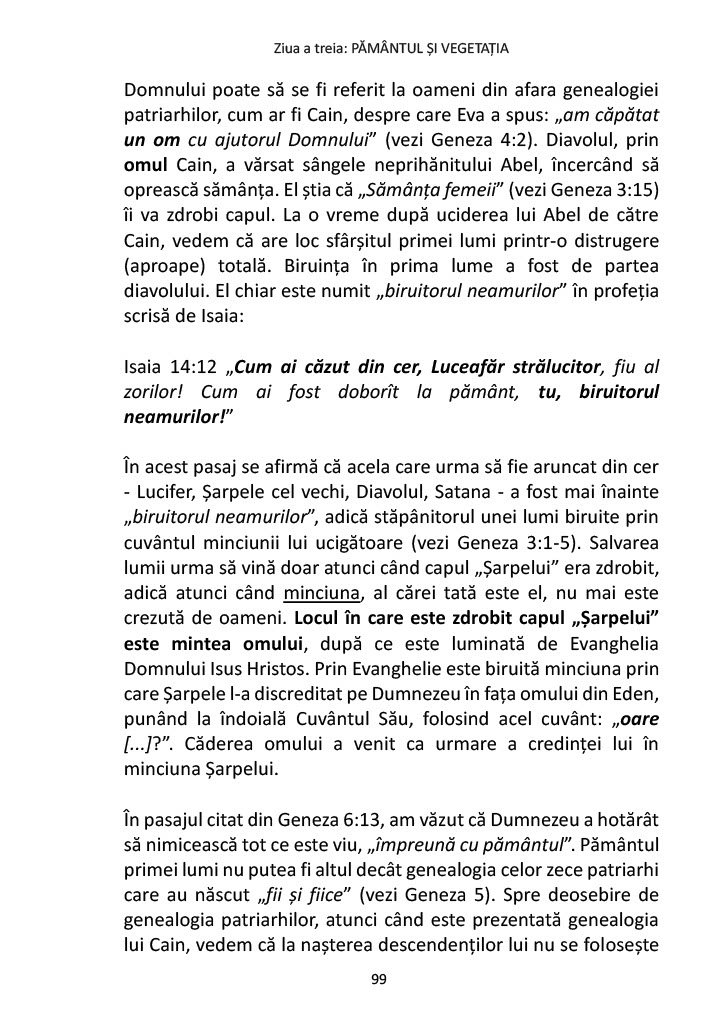 Ziua a treia: PĂMÂNTUL ȘI VEGETAȚIA
Domnului poate să se fi referit la oameni din afara genealogiei
patriarhilor, cum ar fi Cain, despre care Eva a spus: „am căpătat
un om cu ajutorul Domnului” (vezi Geneza 4:2). Diavolul, prin
omul Cain, a vărsat sângele neprihănitului Abel, încercând să
oprească sămânța. El știa că „Sămânța femeii” (vezi Geneza 3:15)
îi va zdrobi capul. La o vreme după uciderea lui Abel de către
Cain, vedem că are loc sfârșitul primei lumi printr-o distrugere
(aproape) totală. Biruința în prima lume a fost de partea
diavolului. El chiar este numit „biruitorul neamurilor” în profeția
scrisă de Isaia:
Isaia 14:12 „Cum ai căzut din cer, Luceafăr strălucitor, fiu al
zorilor! Cum ai fost doborît la pământ, tu, biruitorul
neamurilor!”
În acest pasaj se afirmă că acela care urma să fie aruncat din cer
- Lucifer, Șarpele cel vechi, Diavolul, Satana - a fost mai înainte
„biruitorul neamurilor”, adică stăpânitorul unei lumi biruite prin
cuvântul minciunii lui ucigătoare (vezi Geneza 3:1-5). Salvarea
lumii urma să vină doar atunci când capul „Șarpelui” era zdrobit,
adică atunci când minciuna, al cărei tată este el, nu mai este
crezută de oameni. Locul în care este zdrobit capul „Șarpelui”
este mintea omului, după ce este luminată de Evanghelia
Domnului Isus Hristos. Prin Evanghelie este biruită minciuna prin
care Șarpele l-a discreditat pe Dumnezeu în fața omului din Eden,
punând la îndoială Cuvântul Său, folosind acel cuvânt: „oare
[...]?”. Căderea omului a venit ca urmare a credinței lui în
minciuna Șarpelui.
În pasajul citat din Geneza 6:13, am văzut că Dumnezeu a hotărât
să nimicească tot ce este viu, „împreună cu pământul”. Pământul
primei lumi nu putea fi altul decât genealogia celor zece patriarhi
care au născut „fii și fiice” (vezi Geneza 5). Spre deosebire de
genealogia patriarhilor, atunci când este prezentată genealogia
lui Cain, vedem că la nașterea descendenților lui nu se folosește
99